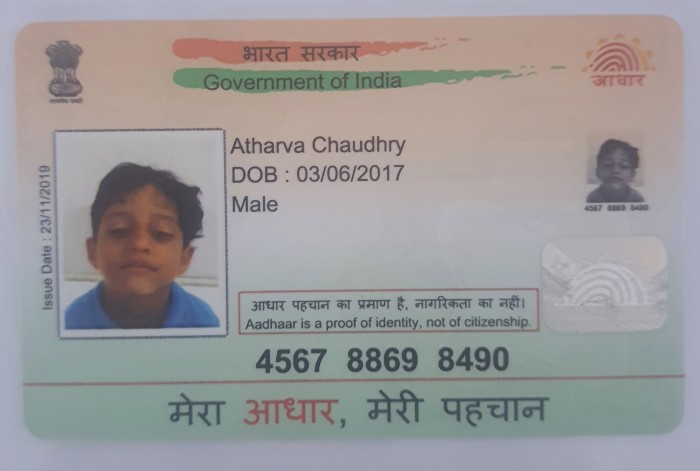 भारत सरकार
Government of India
आधार
Atharva Chaudhry
DOB : 03/06/2017
Male
Issue Date : 23/11/2019
4567 8869 8490
आधार पहचान का प्रमाण है, नागरिकता का नहीं।
Aadhaar is a proof of identity, not of citizenship.
4567 8869 8490
मेरा आधार, मेरी पहचान